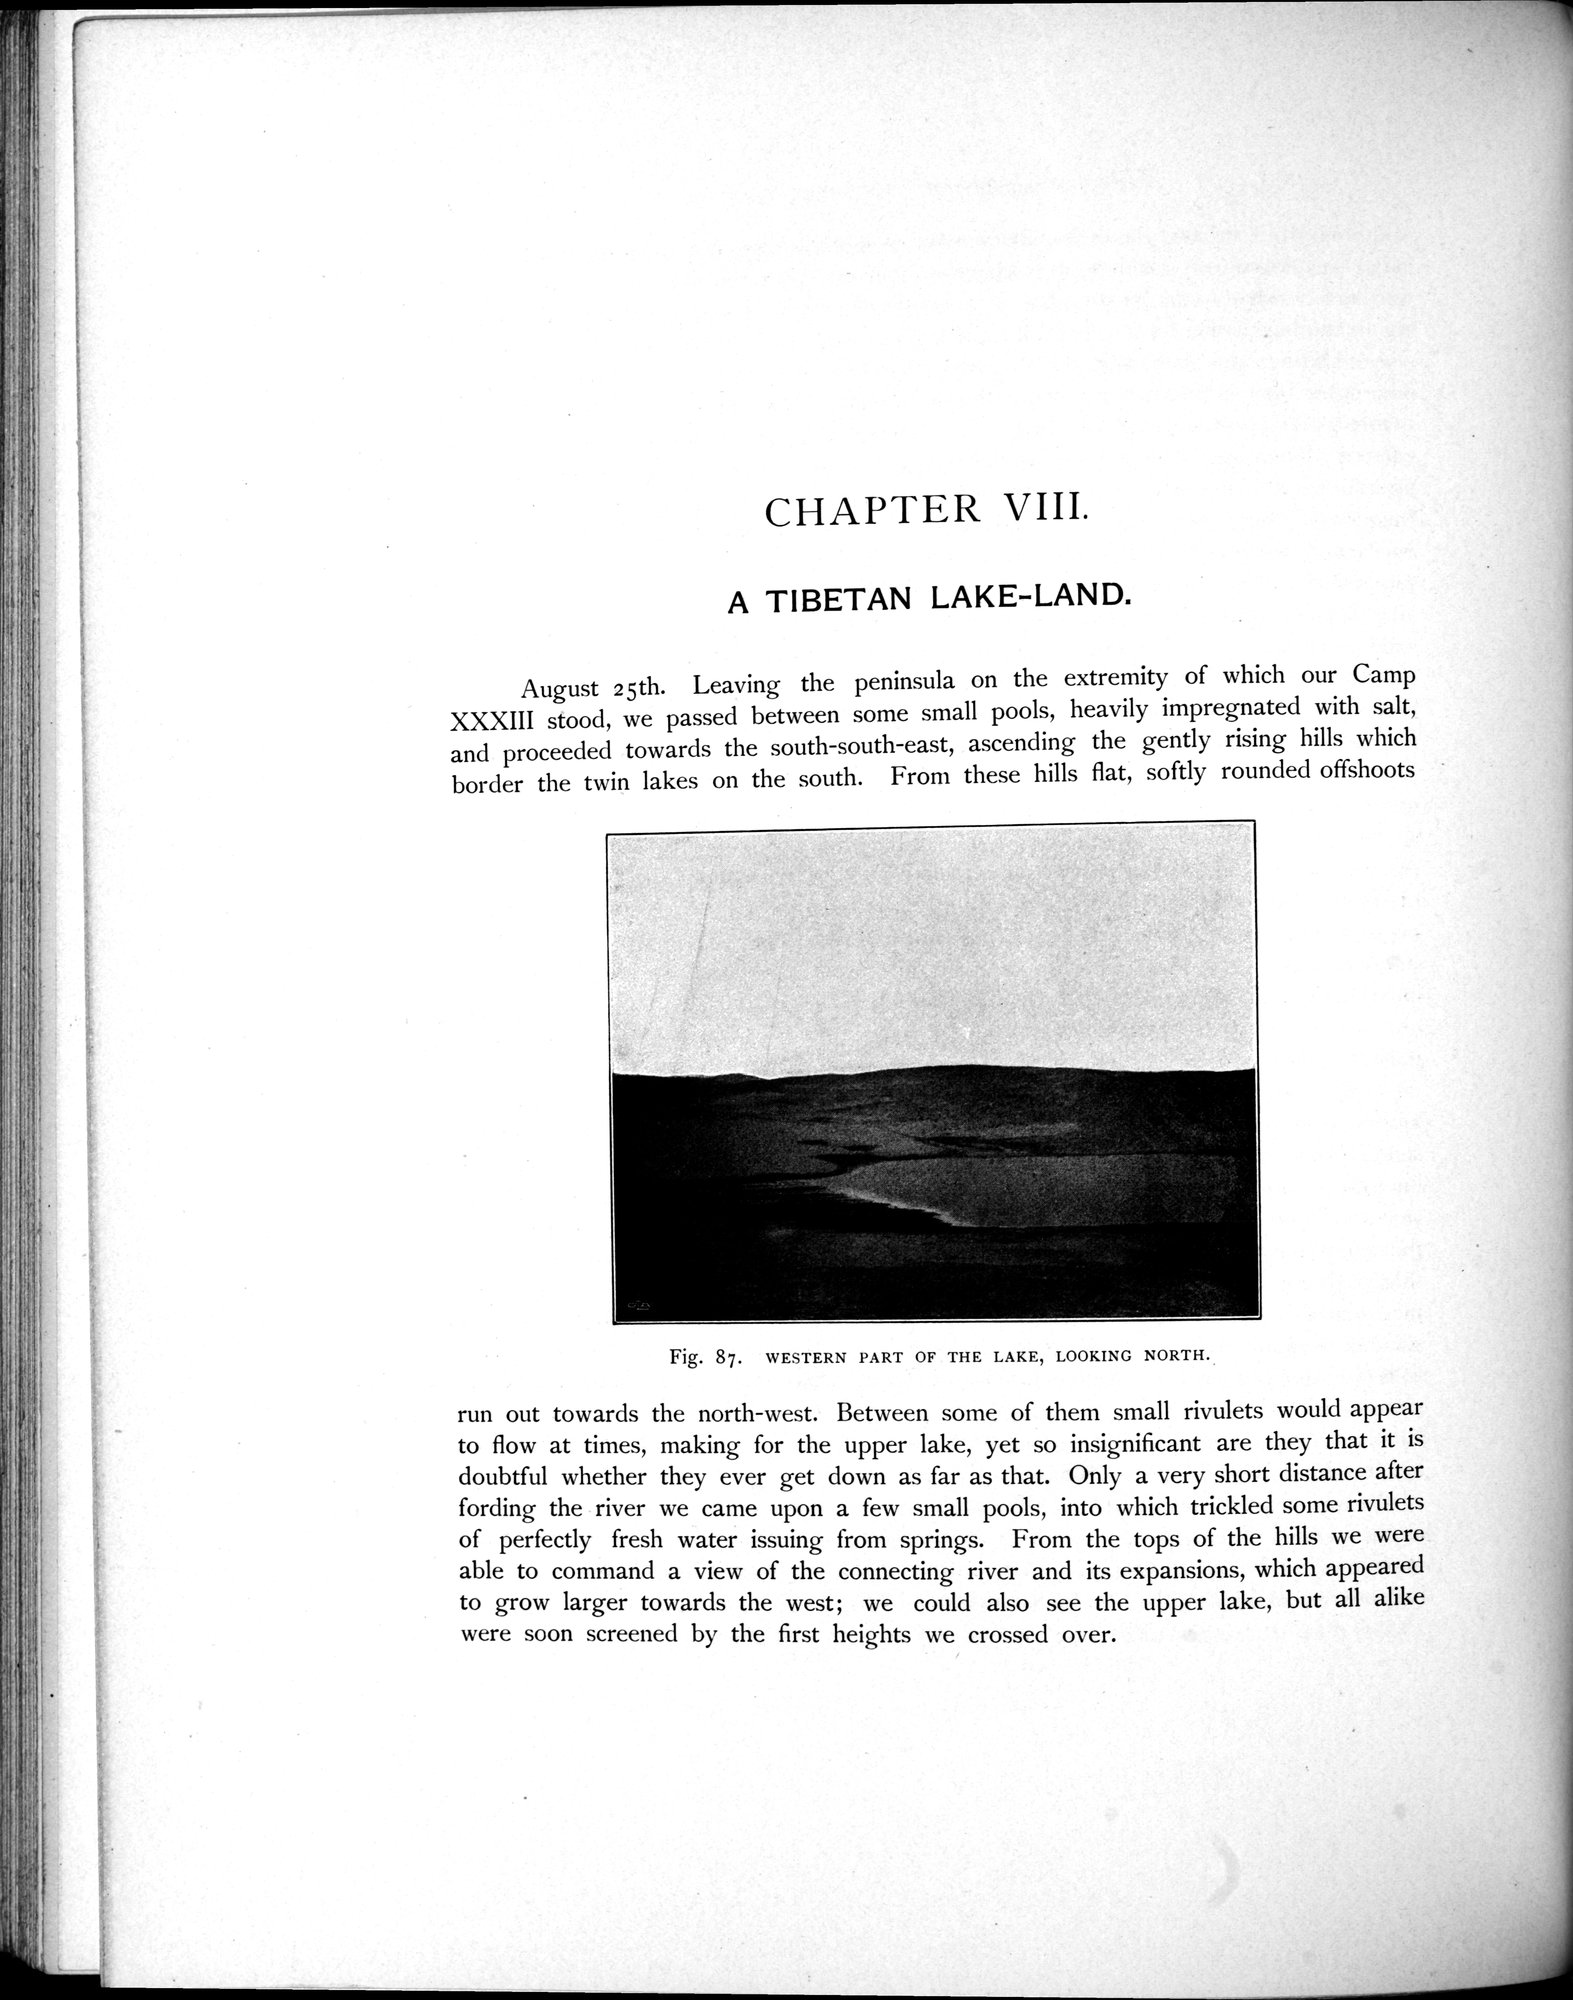 CHAPTER VIII.
A TIBETAN LAKE-LAND.
August 25th. Leaving the peninsula on the extremity of which our Camp
XXXIII stood, we passed between some small pools, heavily impregnated with salt,
and proceeded towards the south-south-east, ascending the gently rising hills which
border the twin lakes on the south. From these hills flat, softly rounded offshoots
Fig. 87. WESTERN PART OF THE LAKE, LOOKING NORTH.
run out towards the north-west. Between some of them small rivulets would appear
to flow at times, making for the upper lake, yet so insignificant are they that it is
doubtful whether they ever get down as far as that. Only a very short distance after
fording the river we came upon a few small pools, into which trickled some rivulets
of perfectly fresh water issuing from springs. From the tops of the hills we were
able to command a view of the connecting river and its expansions, which appeared
to grow larger towards the west; we could also see the upper lake, but all alike
were soon screened by the first heights we crossed over.